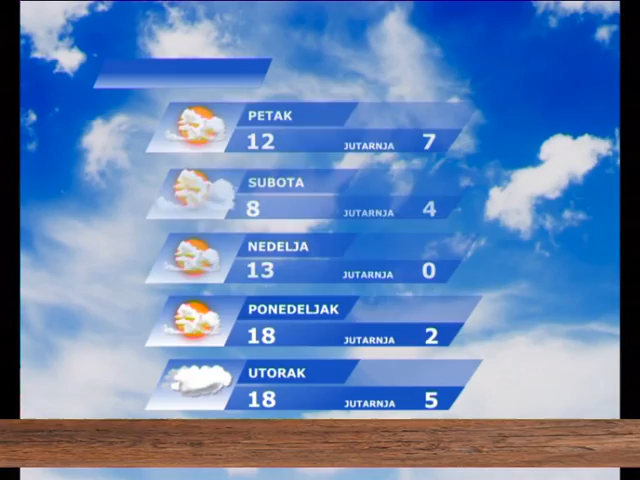 PETAK
12 JUTARNJA 7
SUBOTA
8 JUTARNJA 4
NEDELJA
13 JUTARNJA 0
PONEDELJAK
18 JUTARNJA 2
UTORAK
18 JUTARNJA 5